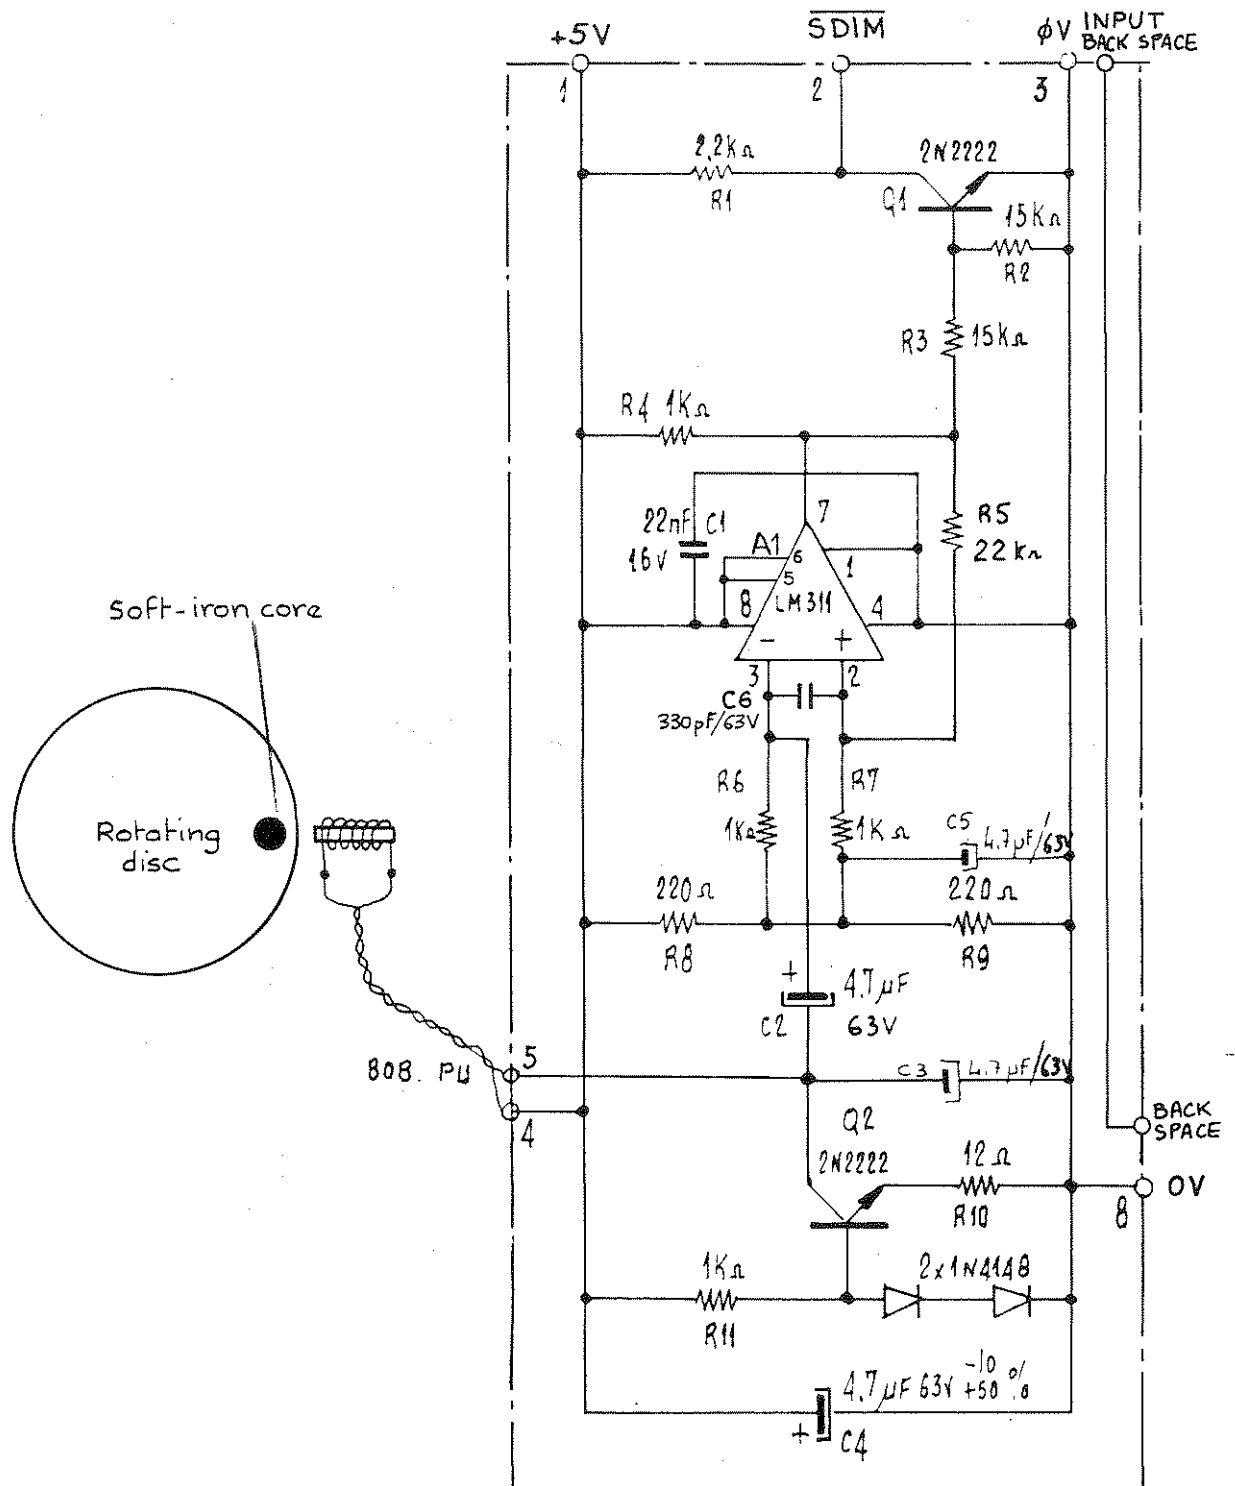 +5V
SDIM
ϕV
INPUT
BACK SPACE
1
2
3
2,2KΩ
R1
2N2222
Q1
15KΩ
R2
R3 15KΩ
R4 1KΩ
22nF C1
16V
A1
7
6
5
8
1
LM311
4
R5
22KΩ
-
+
3
2
C6
330pF/63V
Soft-iron core
Rotating
disc
R6
1KΩ
R7
1KΩ
C5 4.7µF/63V
220Ω
R8
220Ω
R9
+
4.7µF
63V
C2
808. PU
5
4
C3 4.7µF/63V
Q2
2N2222
12Ω
R10
BACK
SPACE
8
0V
1KΩ
R11
2x1N4148
4.7µF 63V -10 +50 %
+
C4